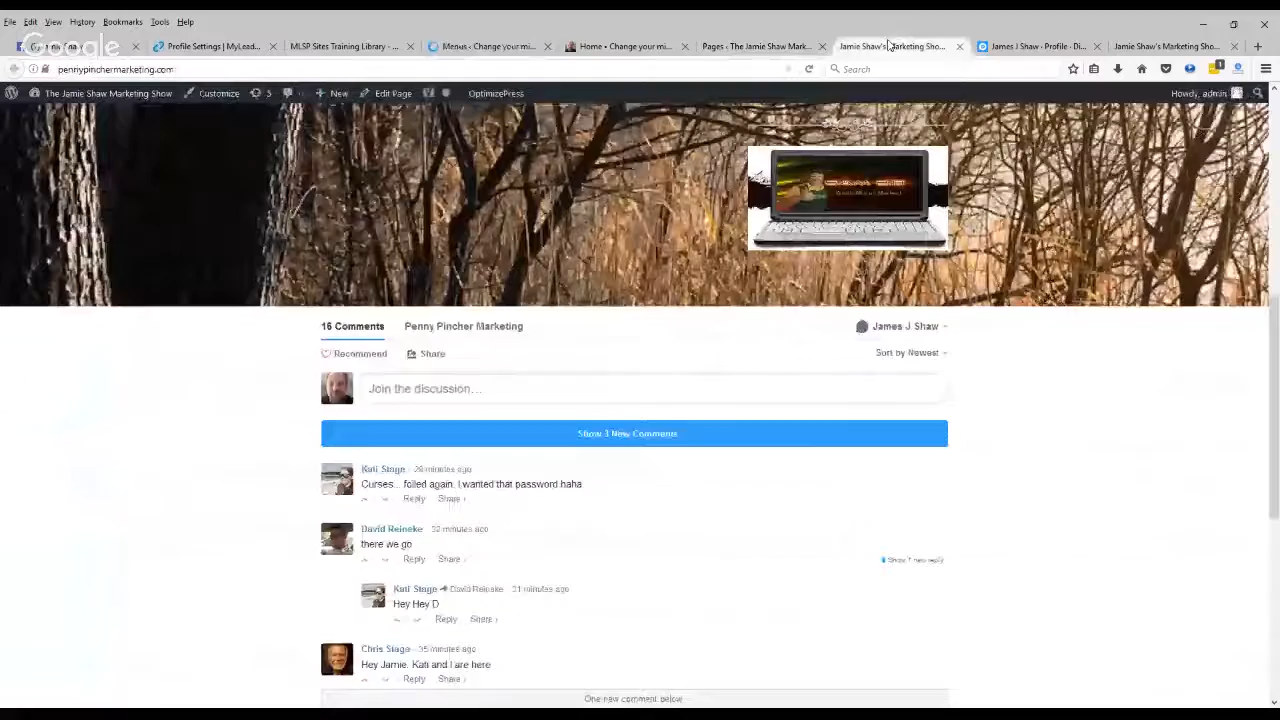 File Edit View History Bookmarks Tools Help
Google
Profile Settings | MyLead... MLSP Sites Training Library - ... Menus - Change your mi... Home • Change your mi... Pages - The Jamie Shaw Mark... Jamie Shaw's Marketing Sho... James J Shaw - Profile - Di... Jamie Shaw's Marketing Sho...
pennypinchermarketing.com Search 1
The Jamie Shaw Marketing Show Customize 5 New Edit Page OptimizePress Howdy, admin
16 Comments Penny Pincher Marketing James J Shaw
Recommend Share Sort by Newest
Join the discussion...
Show 3 New Comments
Kati Stage
Curses... foiled again. I wanted that password haha
Reply Share ›
David Reineke 32 minutes ago
there we go
Reply Share › Show 1 new reply
Kati Stage David Reineke 31 minutes ago
Hey Hey D
Reply Share ›
Chris Stage 35 minutes ago
Hey Jamie. Kati and I are here
Reply Share ›
One new comment below